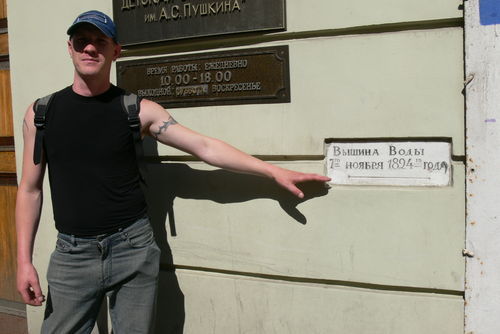 ИМ. А.С. ПУШКИНА"
ВРЕМЯ РАБОТЫ: ЕЖЕДНЕВНО
10.00 - 18.00
ВЫХОДНОЙ: СУББОТА, ВОСКРЕСЕНЬЕ
ВЫШИНА ВОДЫ
7го НОЯБРЯ 1824го ГОДА